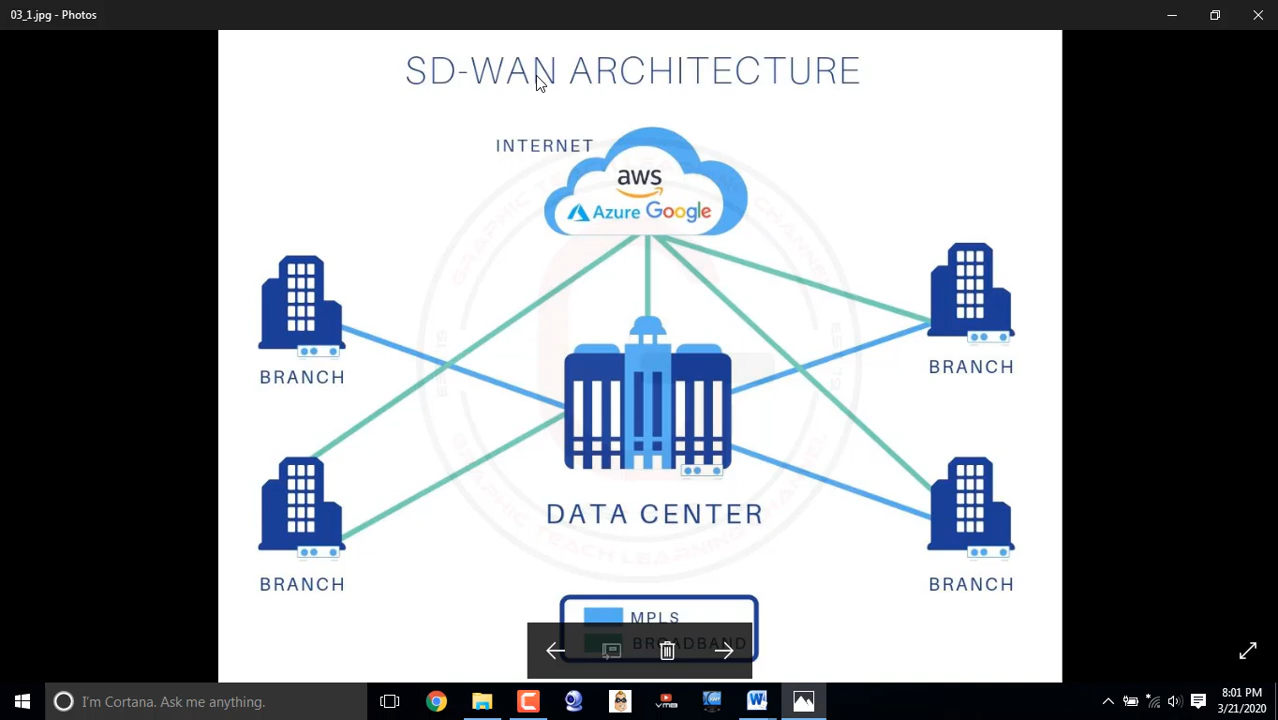 03_1.jpg - Photos
SD-WAN ARCHITECTURE
INTERNET
aws
Azure Google
BRANCH
BRANCH
BRANCH
BRANCH
DATA CENTER
MPLS
BROADBAND
I'm Cortana. Ask me anything.
8:01 PM
3/21/2020